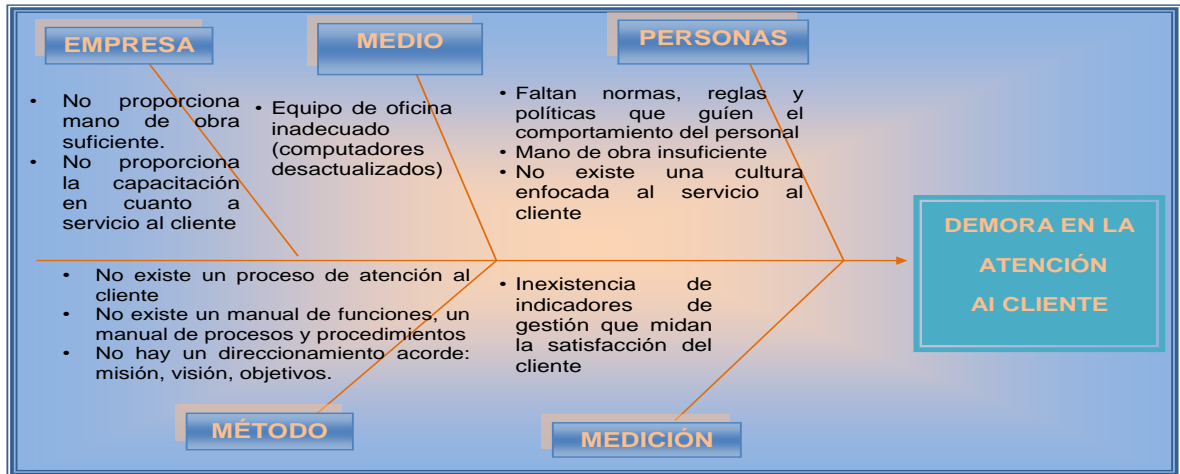 EMPRESA
MEDIO
PERSONAS
• No proporciona
mano de obra
suficiente.
• No proporciona
la capacitación
en cuanto a
servicio al cliente
• Equipo de oficina
inadecuado
(computadores
desactualizados)
• Faltan normas, reglas y
políticas que guíen el
comportamiento del personal
• Mano de obra insuficiente
• No existe una cultura
enfocada al servicio al
cliente
DEMORA EN LA
ATENCIÓN
Al CLIENTE
• No existe un proceso de atención al
cliente
• No existe un manual de funciones, un
manual de procesos y procedimientos
• No hay un direccionamiento acorde:
misión, visión, objetivos.
• Inexistencia de
indicadores de
gestión que midan
la satisfacción del
cliente
MÉTODO
MEDICIÓN